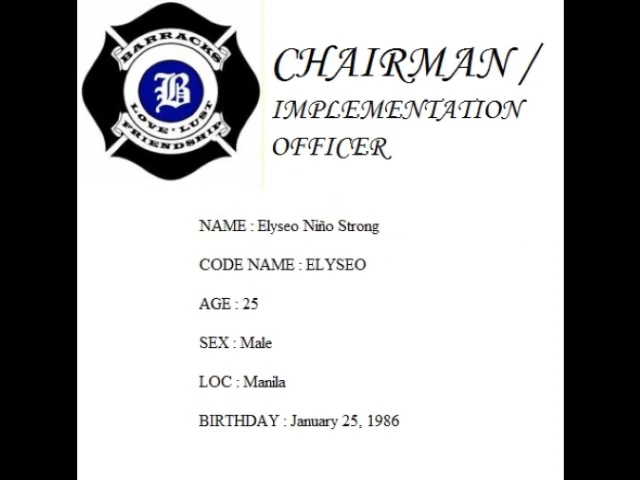 BARRACKS
B
LOVE · LUST
FRIENDSHIP
CHAIRMAN /
IMPLEMENTATION
OFFICER
NAME : Elyseo Niño Strong
CODE NAME : ELYSEO
AGE : 25
SEX : Male
LOC : Manila
BIRTHDAY : January 25, 1986